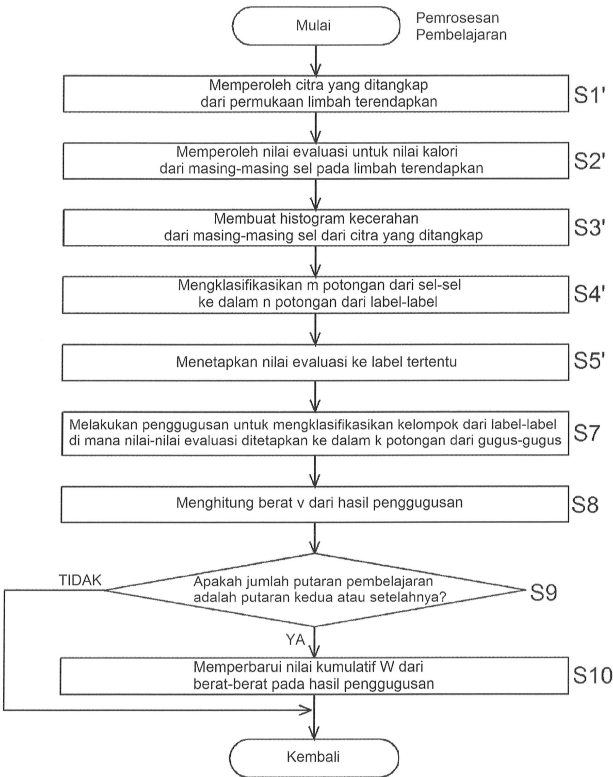 Mulai
Pemrosesan
Pembelajaran
Memperoleh citra yang ditangkap
dari permukaan limbah terendapkan
S1'
Memperoleh nilai evaluasi untuk nilai kalori
dari masing-masing sel pada limbah terendapkan
S2'
Membuat histogram kecerahan
dari masing-masing sel dari citra yang ditangkap
S3'
Mengklasifikasikan m potongan dari sel-sel
ke dalam n potongan dari label-label
S4'
Menetapkan nilai evaluasi ke label tertentu
S5'
Melakukan penggugusan untuk mengklasifikasikan kelompok dari label-label
di mana nilai-nilai evaluasi ditetapkan ke dalam k potongan dari gugus-gugus
S7
Menghitung berat v dari hasil penggugusan
S8
TIDAK
Apakah jumlah putaran pembelajaran
adalah putaran kedua atau setelahnya?
S9
YA
Memperbarui nilai kumulatif W dari
berat-berat pada hasil penggugusan
S10
Kembali